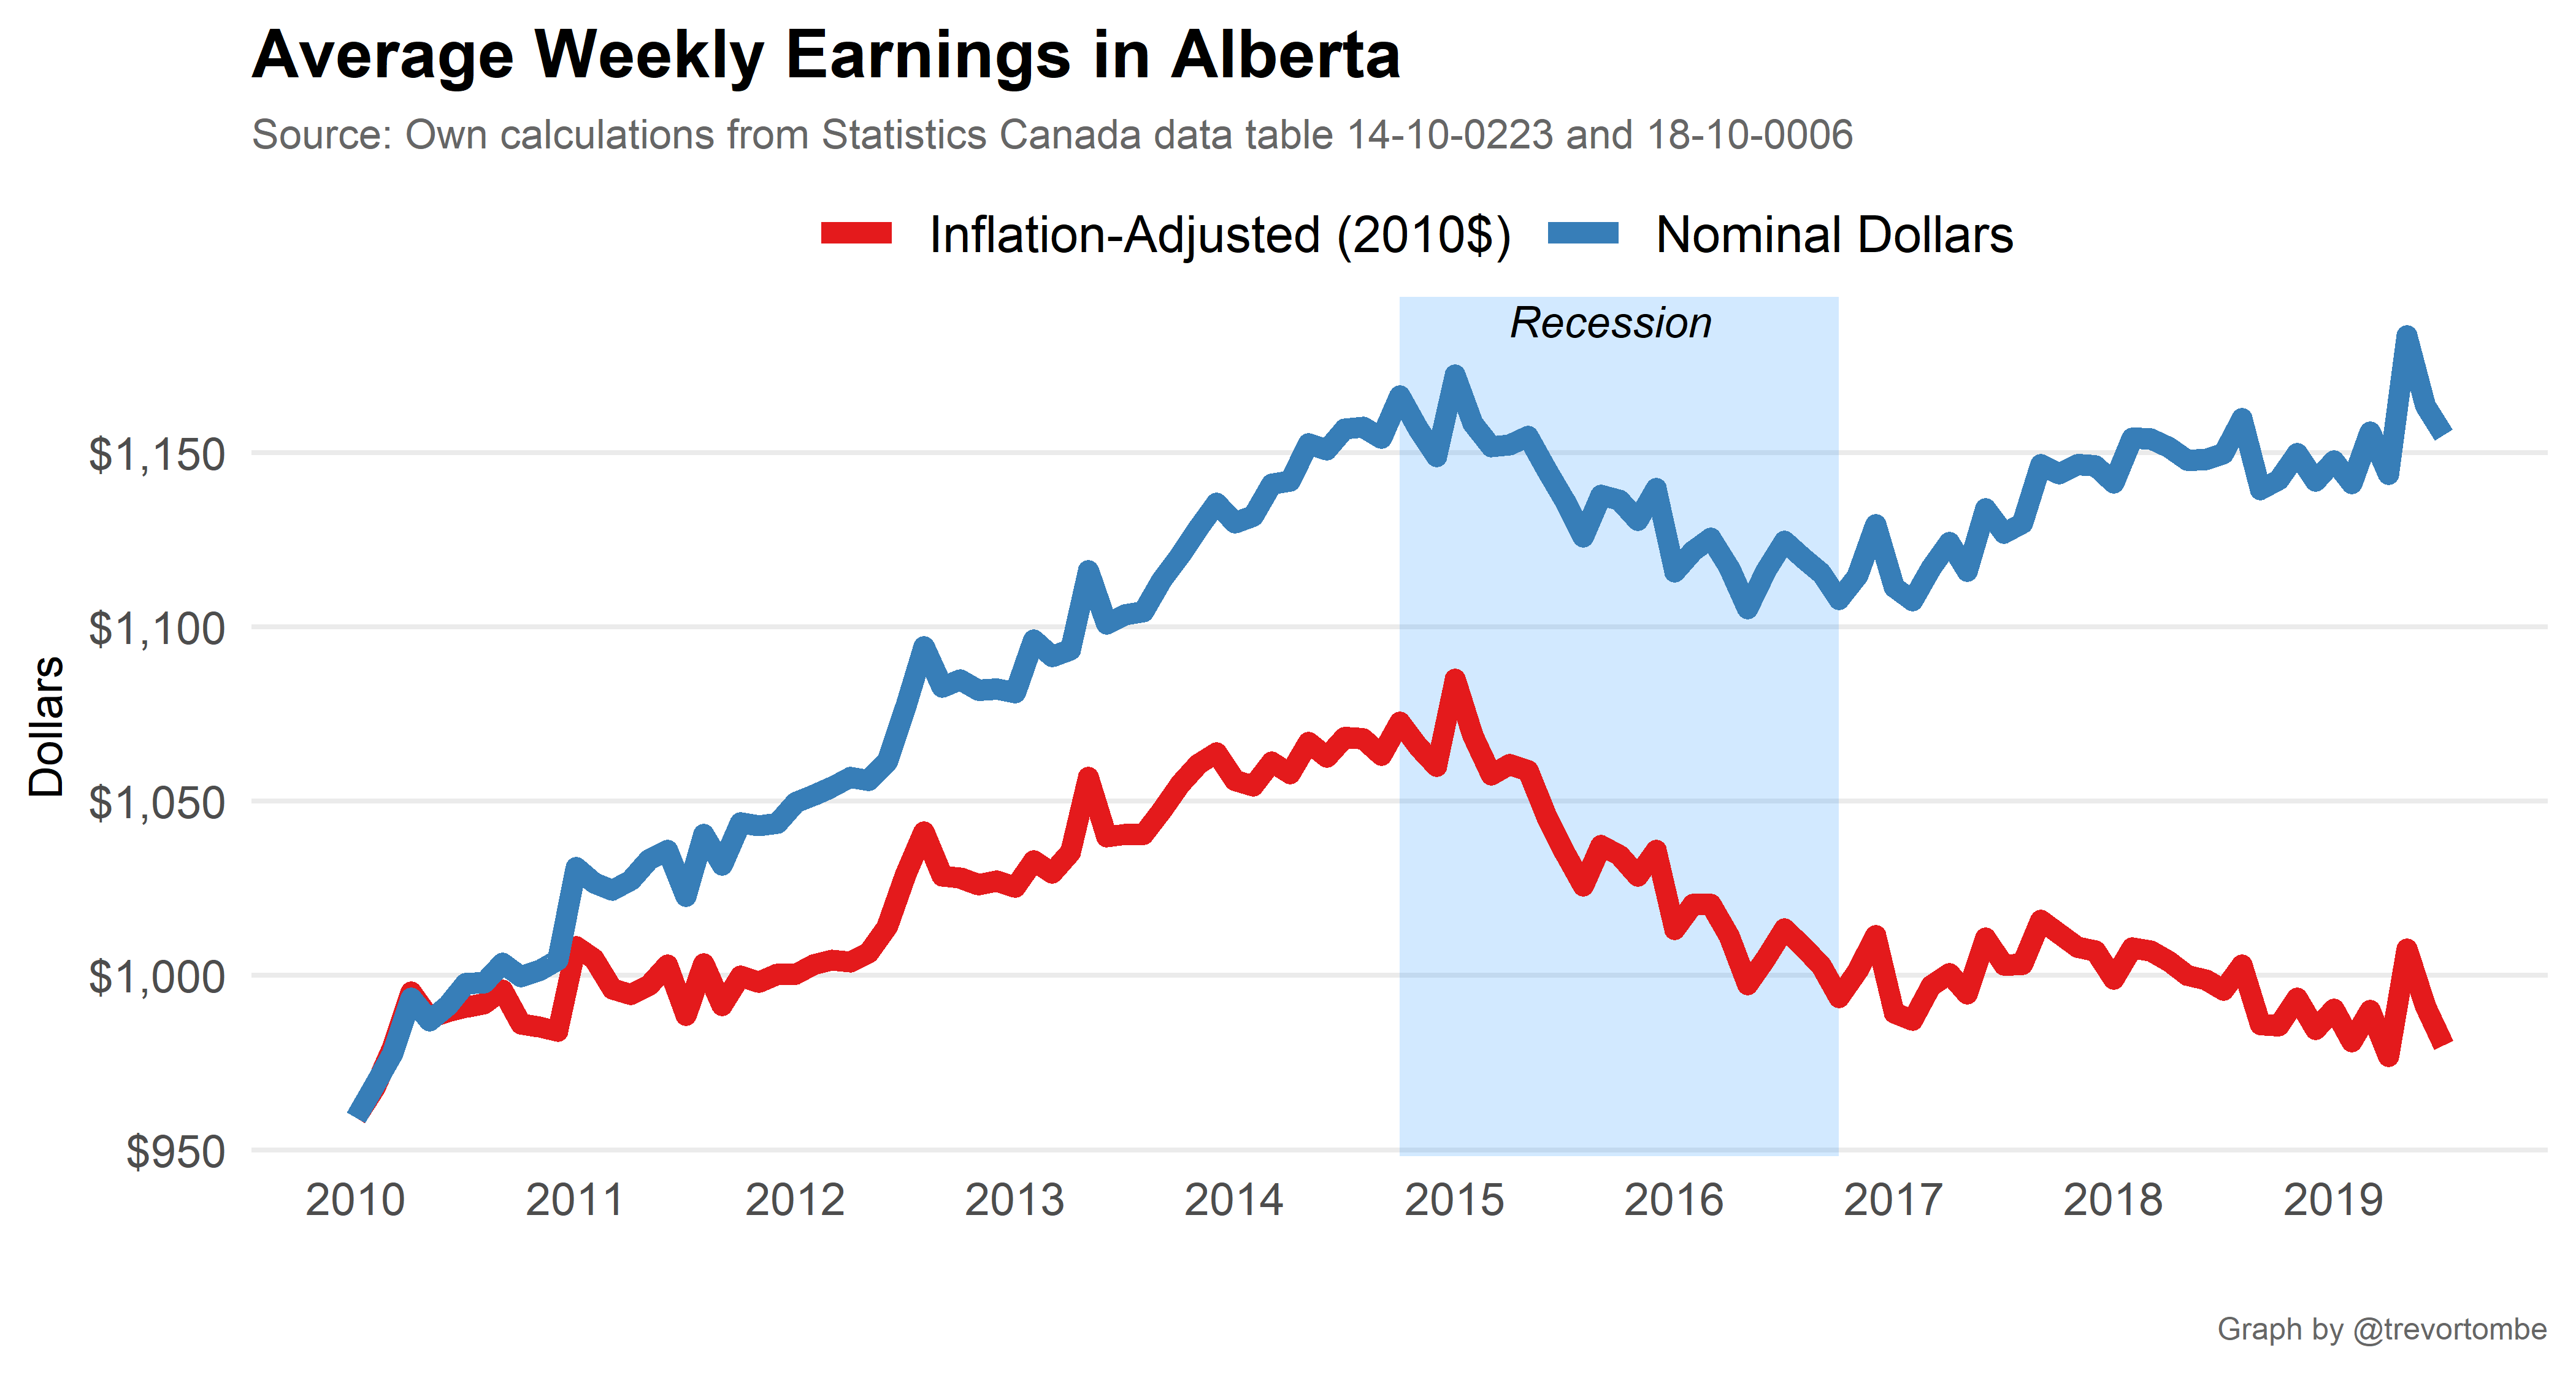 Average Weekly Earnings in Alberta
Source: Own calculations from Statistics Canada data table 14-10-0223 and 18-10-0006
Inflation-Adjusted (2010$) Nominal Dollars
Recession
$1,150
$1,100
$1,050
$1,000
$950
Dollars
2010 2011 2012 2013 2014 2015 2016 2017 2018 2019
Graph by @trevortombe